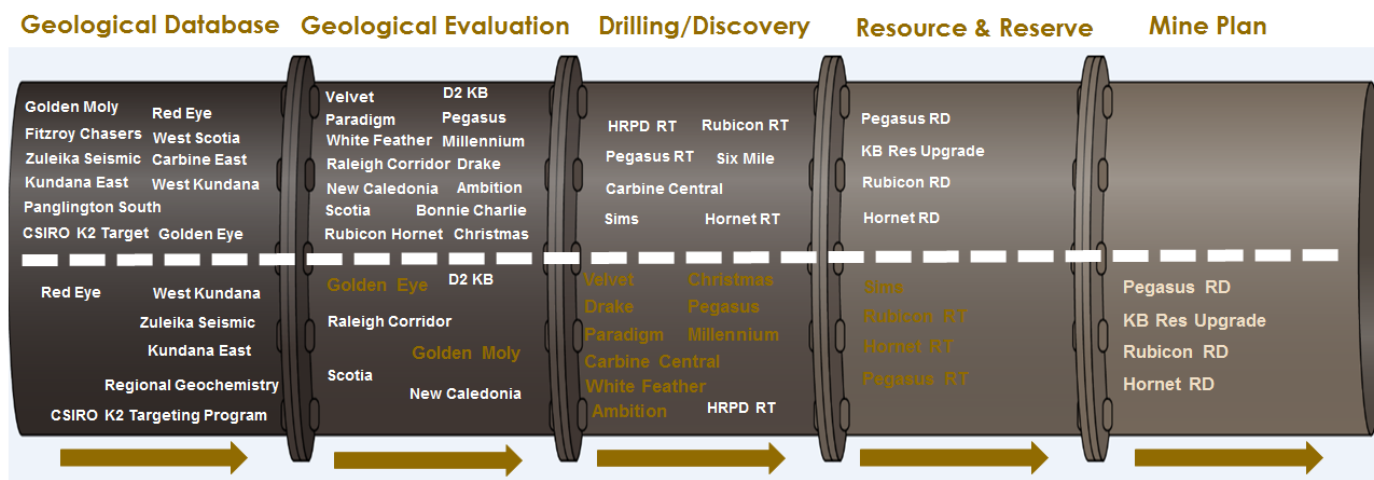 Geological Database
Geological Evaluation
Drilling/Discovery
Resource & Reserve
Mine Plan
Golden Moly
Red Eye
Fitzroy Chasers
West Scotia
Zuleika Seismic
Carbine East
Kundana East
West Kundana
Panglington South
CSIRO K2 Target
Golden Eye
Velvet
D2 KB
Paradigm
Pegasus
White Feather
Millennium
Raleigh Corridor
Drake
New Caledonia
Ambition
Scotia
Bonnie Charlie
Rubicon Hornet
Christmas
HRPD RT
Rubicon RT
Pegasus RT
Six Mile
Carbine Central
Sims
Hornet RT
Pegasus RD
KB Res Upgrade
Rubicon RD
Hornet RD
Red Eye
West Kundana
Zuleika Seismic
Kundana East
Regional Geochemistry
CSIRO K2 Targeting Program
Golden Eye
D2 KB
Raleigh Corridor
Golden Moly
Scotia
New Caledonia
Velvet
Christmas
Drake
Pegasus
Paradigm
Millennium
Carbine Central
White Feather
Ambition
HRPD RT
Sims
Rubicon RT
Hornet RT
Pegasus RT
Pegasus RD
KB Res Upgrade
Rubicon RD
Hornet RD